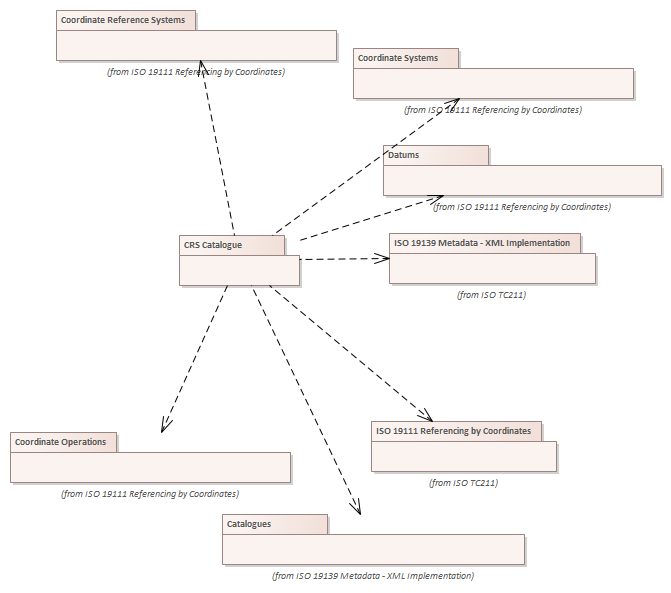 Coordinate Reference Systems
(from ISO 19111 Referencing by Coordinates)
Coordinate Systems
(from ISO 19111 Referencing by Coordinates)
Datums
(from ISO 19111 Referencing by Coordinates)
CRS Catalogue
ISO 19139 Metadata - XML Implementation
(from ISO TC211)
ISO 19111 Referencing by Coordinates
(from ISO TC211)
Coordinate Operations
(from ISO 19111 Referencing by Coordinates)
Catalogues
(from ISO 19139 Metadata - XML Implementation)